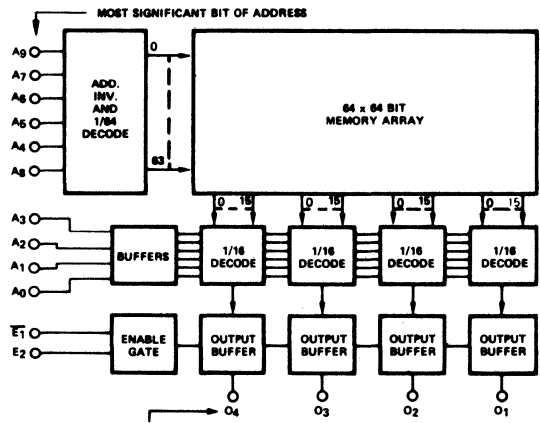 MOST SIGNIFICANT BIT OF ADDRESS
A9
A7
A6
A5
A4
A8
ADD.
INV.
AND
1/64
DECODE
0
63
64 x 64 BIT
MEMORY ARRAY
0 15
0 15
0 15
0 15
A3
A2
A1
A0
BUFFERS
1/16
DECODE
1/16
DECODE
1/16
DECODE
1/16
DECODE
E̅1̅
E2
ENABLE
GATE
OUTPUT
BUFFER
OUTPUT
BUFFER
OUTPUT
BUFFER
OUTPUT
BUFFER
O4
O3
O2
O1